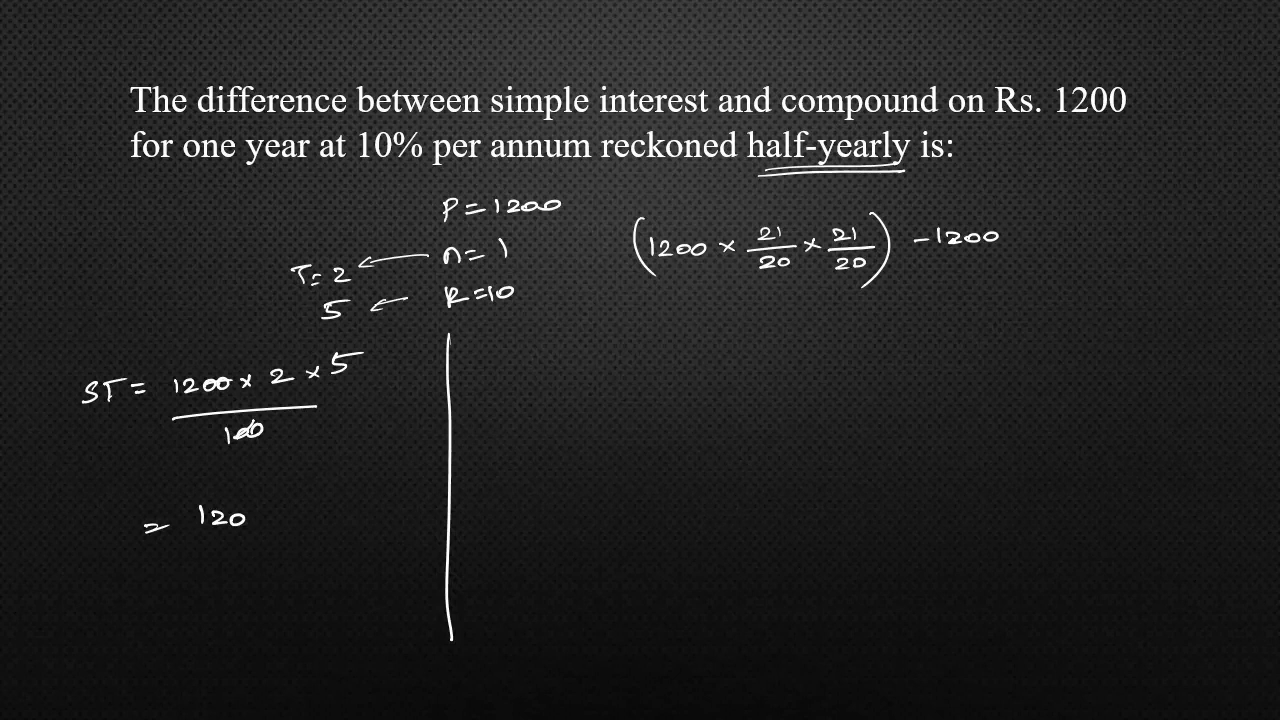 The difference between simple interest and compound on Rs. 1200
for one year at 10% per annum reckoned half-yearly is:
P = 1200
n = 1
T = 2
R = 10
5
(1200 × 21/20 × 21/20) - 1200
SI = 1200 × 2 × 5
100
= 120